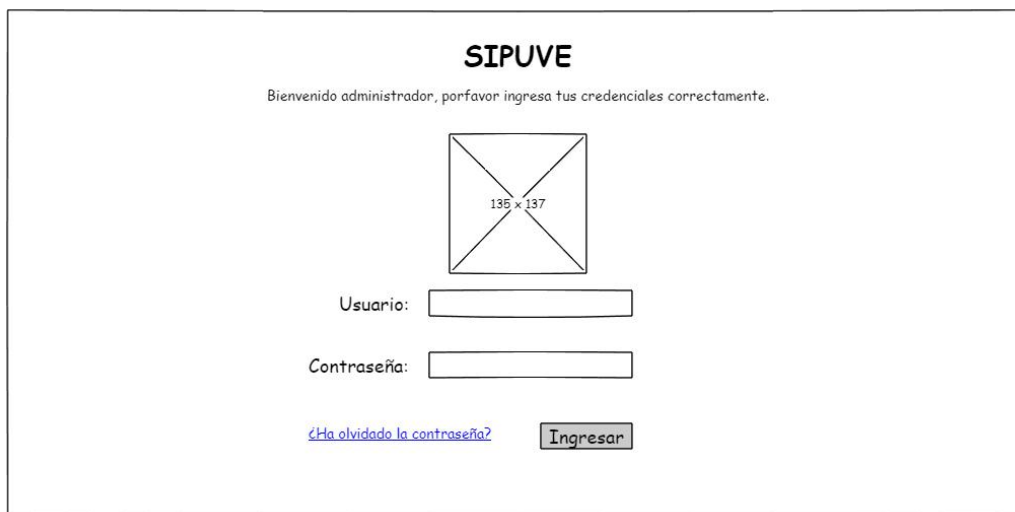 SIPUVE
Bienvenido administrador, porfavor ingresa tus credenciales correctamente.
135 x 137
Usuario:
Contraseña:
¿Ha olvidado la contraseña? Ingresar